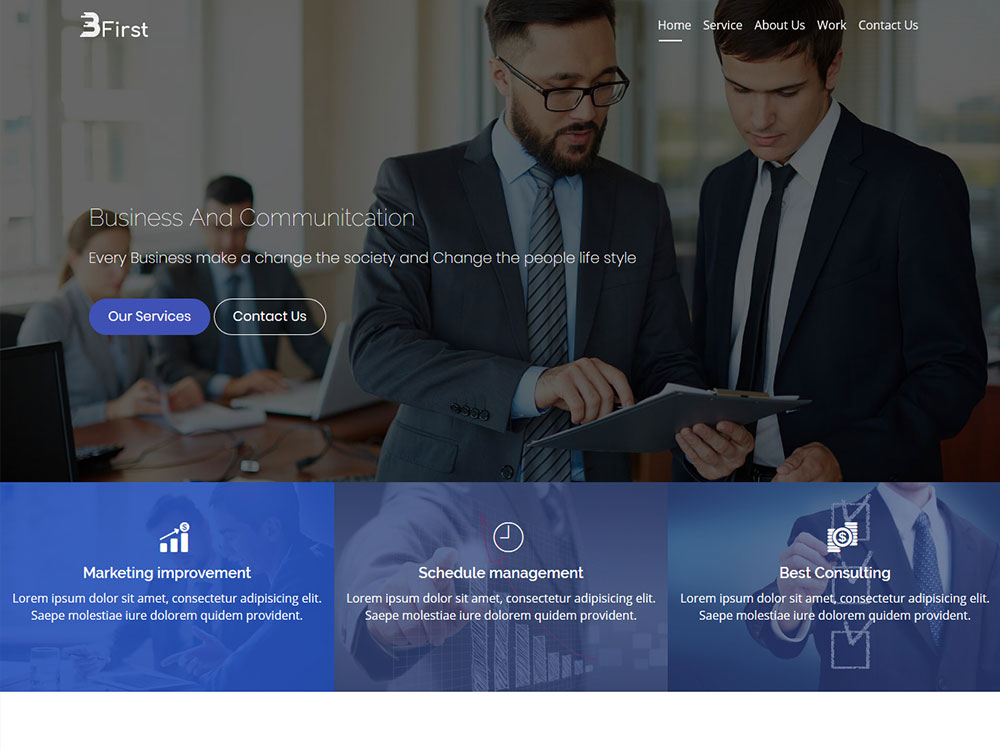 BFirst
Home Service About Us Work Contact Us
Business And Communitcation
Every Business make a change the society and Change the people life style
Our Services Contact Us
Marketing improvement
Lorem ipsum dolor sit amet, consectetur adipisicing elit.
Saepe molestiae iure dolorem quidem provident.
Schedule management
Lorem ipsum dolor sit amet, consectetur adipisicing elit.
Saepe molestiae iure dolorem quidem provident.
Best Consulting
Lorem ipsum dolor sit amet, consectetur adipisicing elit.
Saepe molestiae iure dolorem quidem provident.